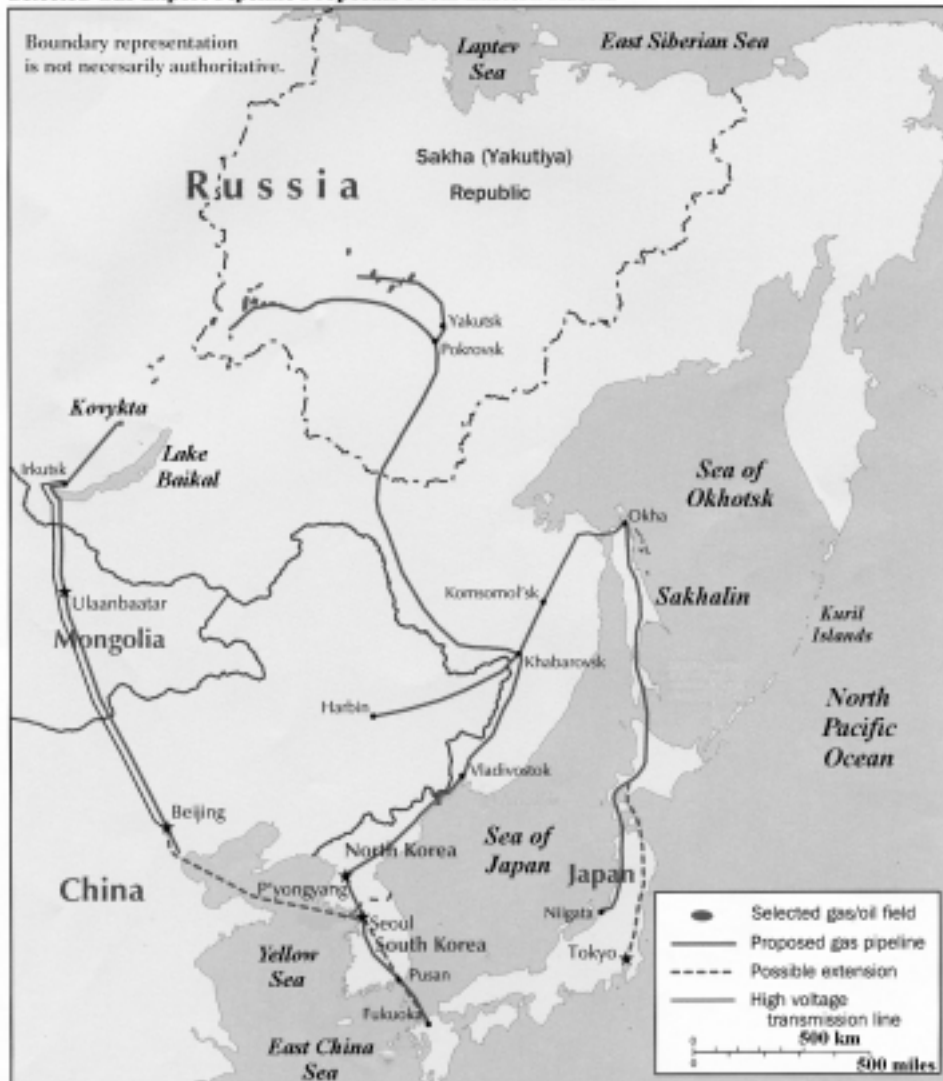 Boundary representation
is not necesarily authoritative.
Laptev
Sea
East Siberian Sea
Russia
Sakha (Yakutiya)
Republic
Yakutsk
Pokrovsk
Kovykta
Irkutsk
Lake
Baikal
Sea of
Okhotsk
Okha
Komsomol'sk
Sakhalin
Ulaanbaatar
Mongolia
Kuril
Islands
Khabarovsk
Harbin
North
Pacific
Ocean
Vladivostok
Beijing
Sea of
Japan
North Korea
Japan
China
P'yongyang
Seoul
South Korea
Niigata
Yellow
Sea
Tokyo
Pusan
Fukuoka
East China
Sea
Selected gas/oil field
Proposed gas pipeline
Possible extension
High voltage
transmission line
0
500 km
0
500 miles